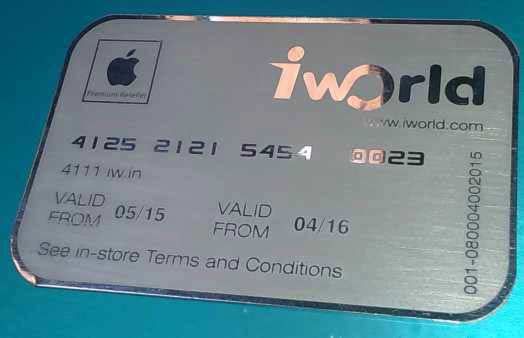 Premium Reseller
iworld
www.iworld.com
4125 2121 5454 0023
4111 iw.in
VALID FROM 05/15 VALID FROM 04/16
See in-store Terms and Conditions
001-080004002015